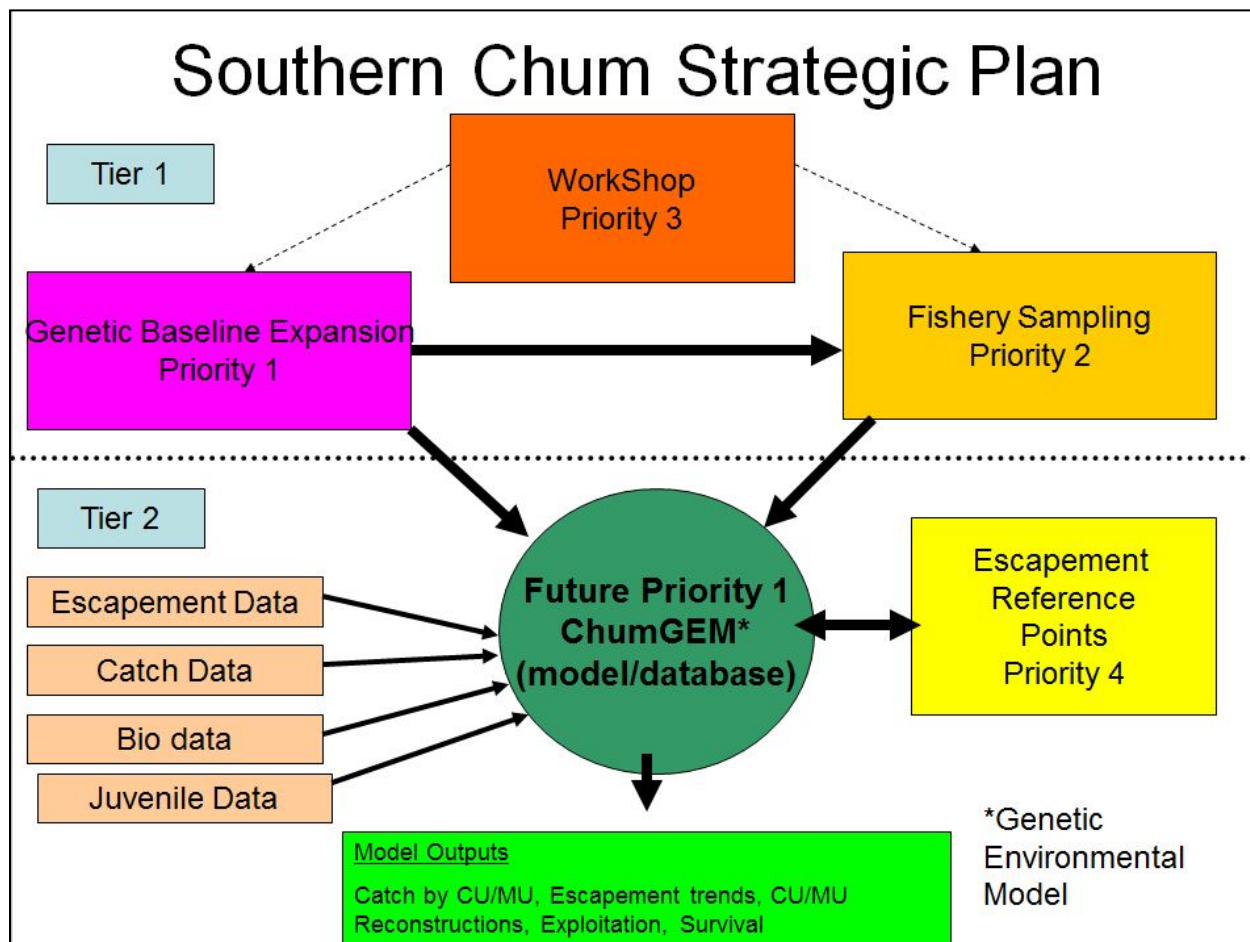 Southern Chum Strategic Plan
Tier 1
WorkShop
Priority 3
Genetic Baseline Expansion
Priority 1
Fishery Sampling
Priority 2
Tier 2
Escapement Data
Catch Data
Bio data
Juvenile Data
Future Priority 1
ChumGEM*
(model/database)
Escapement
Reference
Points
Priority 4
Model Outputs
Catch by CU/MU, Escapement trends, CU/MU
Reconstructions, Exploitation, Survival
*Genetic
Environmental
Model